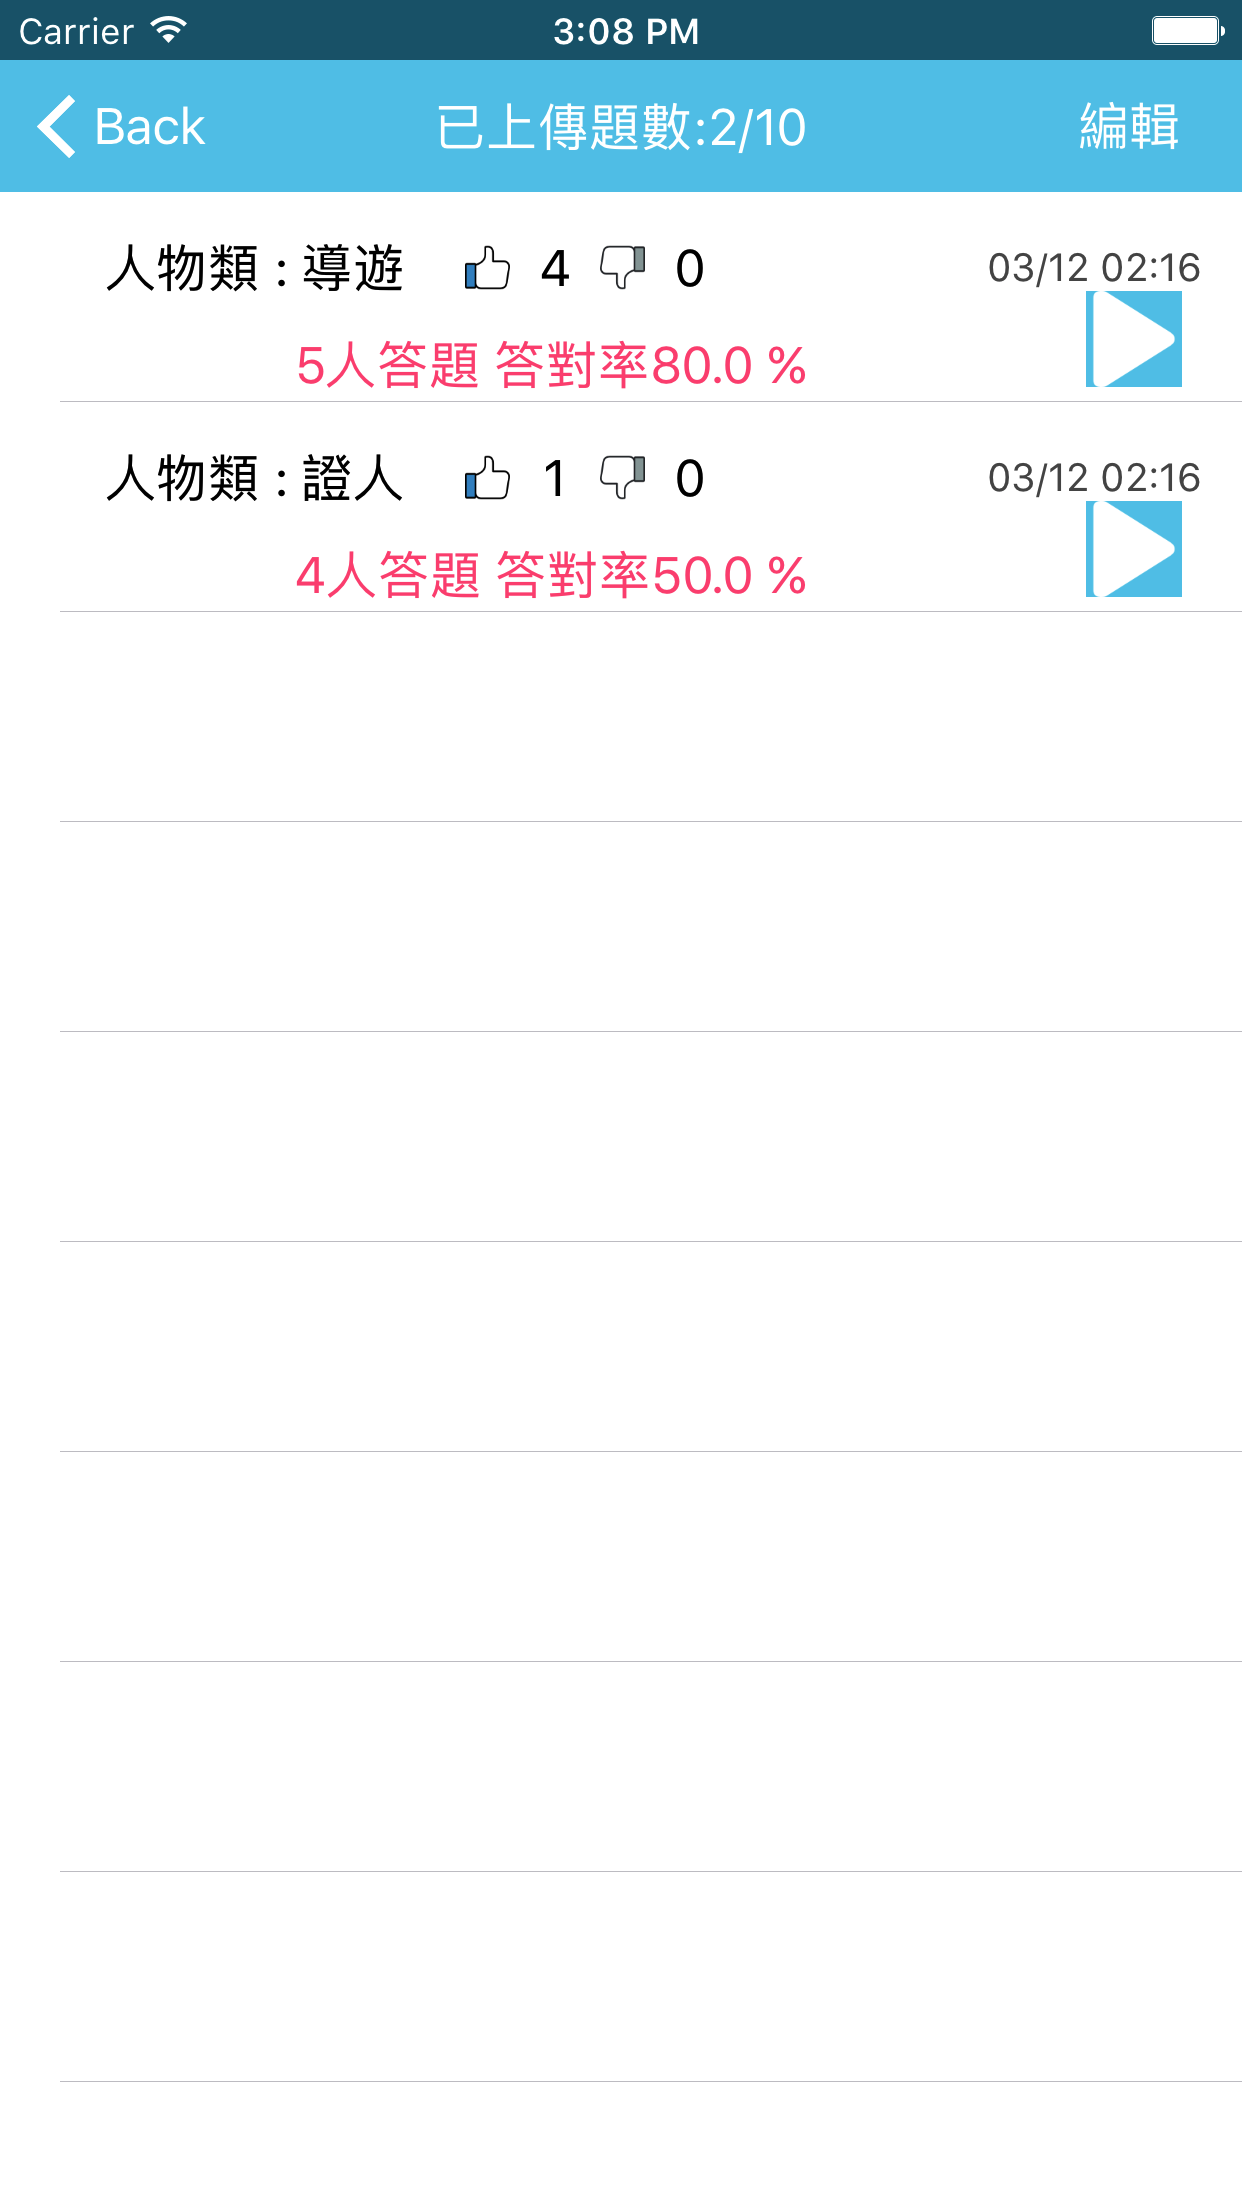 Carrier 3:08 PM
Back 已上傳題數:2/10 編輯
人物類 : 導遊 4 0 03/12 02:16
5人答題 答對率80.0 %
人物類 : 證人 1 0 03/12 02:16
4人答題 答對率50.0 %